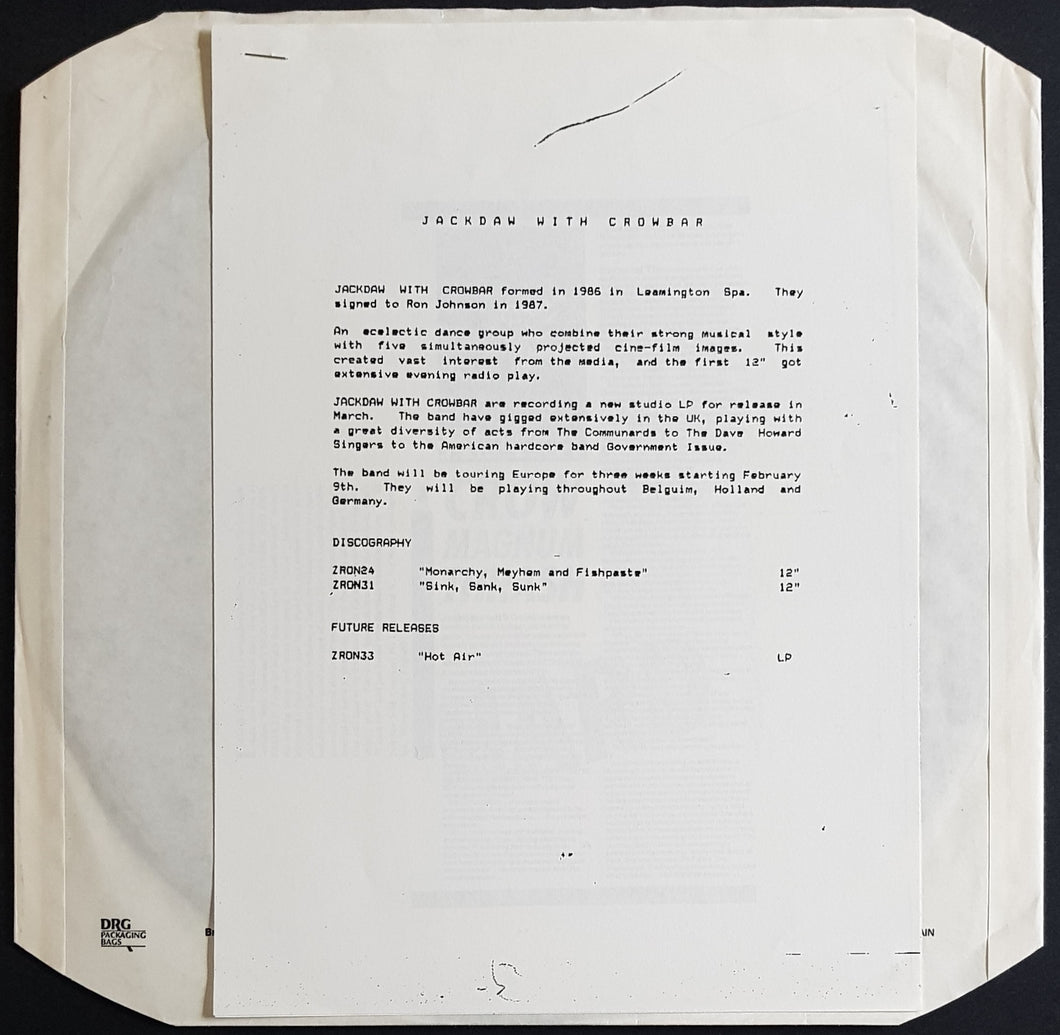 JACKDAW WITH CROWBAR
JACKDAW WITH CROWBAR formed in 1986 in Leamington Spa. They
signed to Ron Johnson in 1987.
An ecelectic dance group who combine their strong musical style
with five simultaneously projected cine-film images. This
created vast interest from the media, and the first 12" got
extensive evening radio play.
JACKDAW WITH CROWBAR are recording a new studio LP for release in
March. The band have gigged extensively in the UK, playing with
a great diversity of acts from The Communards to The Dave Howard
Singers to the American hardcore band Government Issue.
The band will be touring Europe for three weeks starting February
9th. They will be playing throughout Belguim, Holland and
Germany.
DISCOGRAPHY
ZRON24 "Monarchy, Meyhem and Fishpaste" 12"
ZRON31 "Sink, Sank, Sunk" 12"
FUTURE RELEASES
ZRON33 "Hot Air" LP
DRG
PACKAGING
BAGS